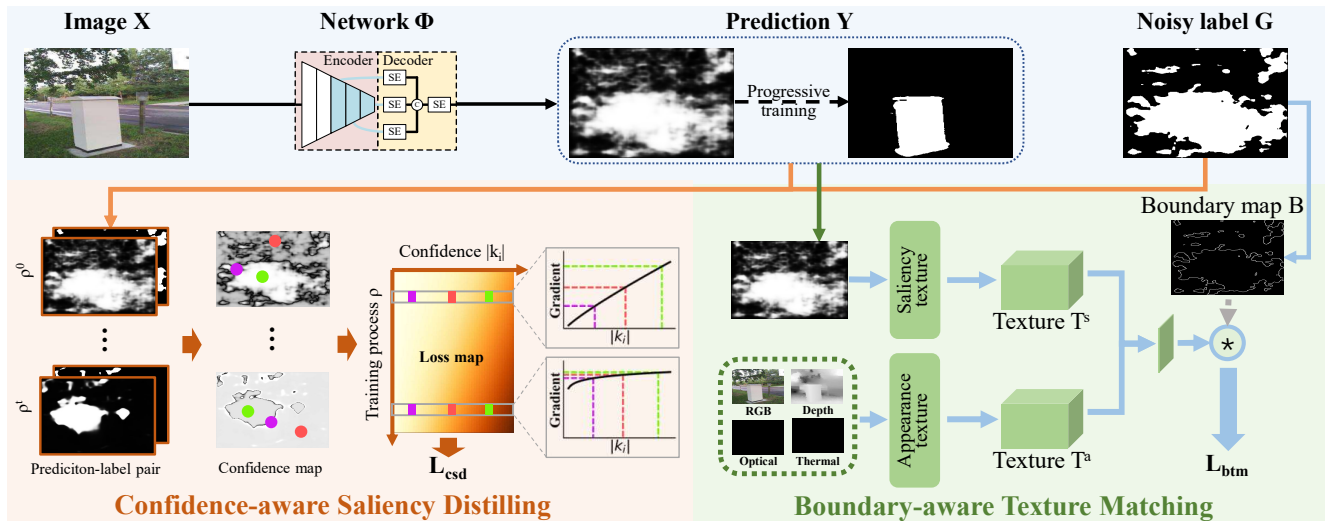 Image X
Network Φ
Prediction Y
Noisy label G
Encoder
Decoder
SE
SE
C
SE
SE
Progressive
training
Boundary map B
ρ⁰
ρᵗ
Prediciton-label pair
Confidence map
Confidence |kᵢ|
Training process ρ
Loss map
L_csd
Gradient
|kᵢ|
Gradient
|kᵢ|
Saliency
texture
Texture Tˢ
RGB
Depth
Optical
Thermal
Appearance
texture
Texture Tᵃ
*
L_btm
Confidence-aware Saliency Distilling
Boundary-aware Texture Matching